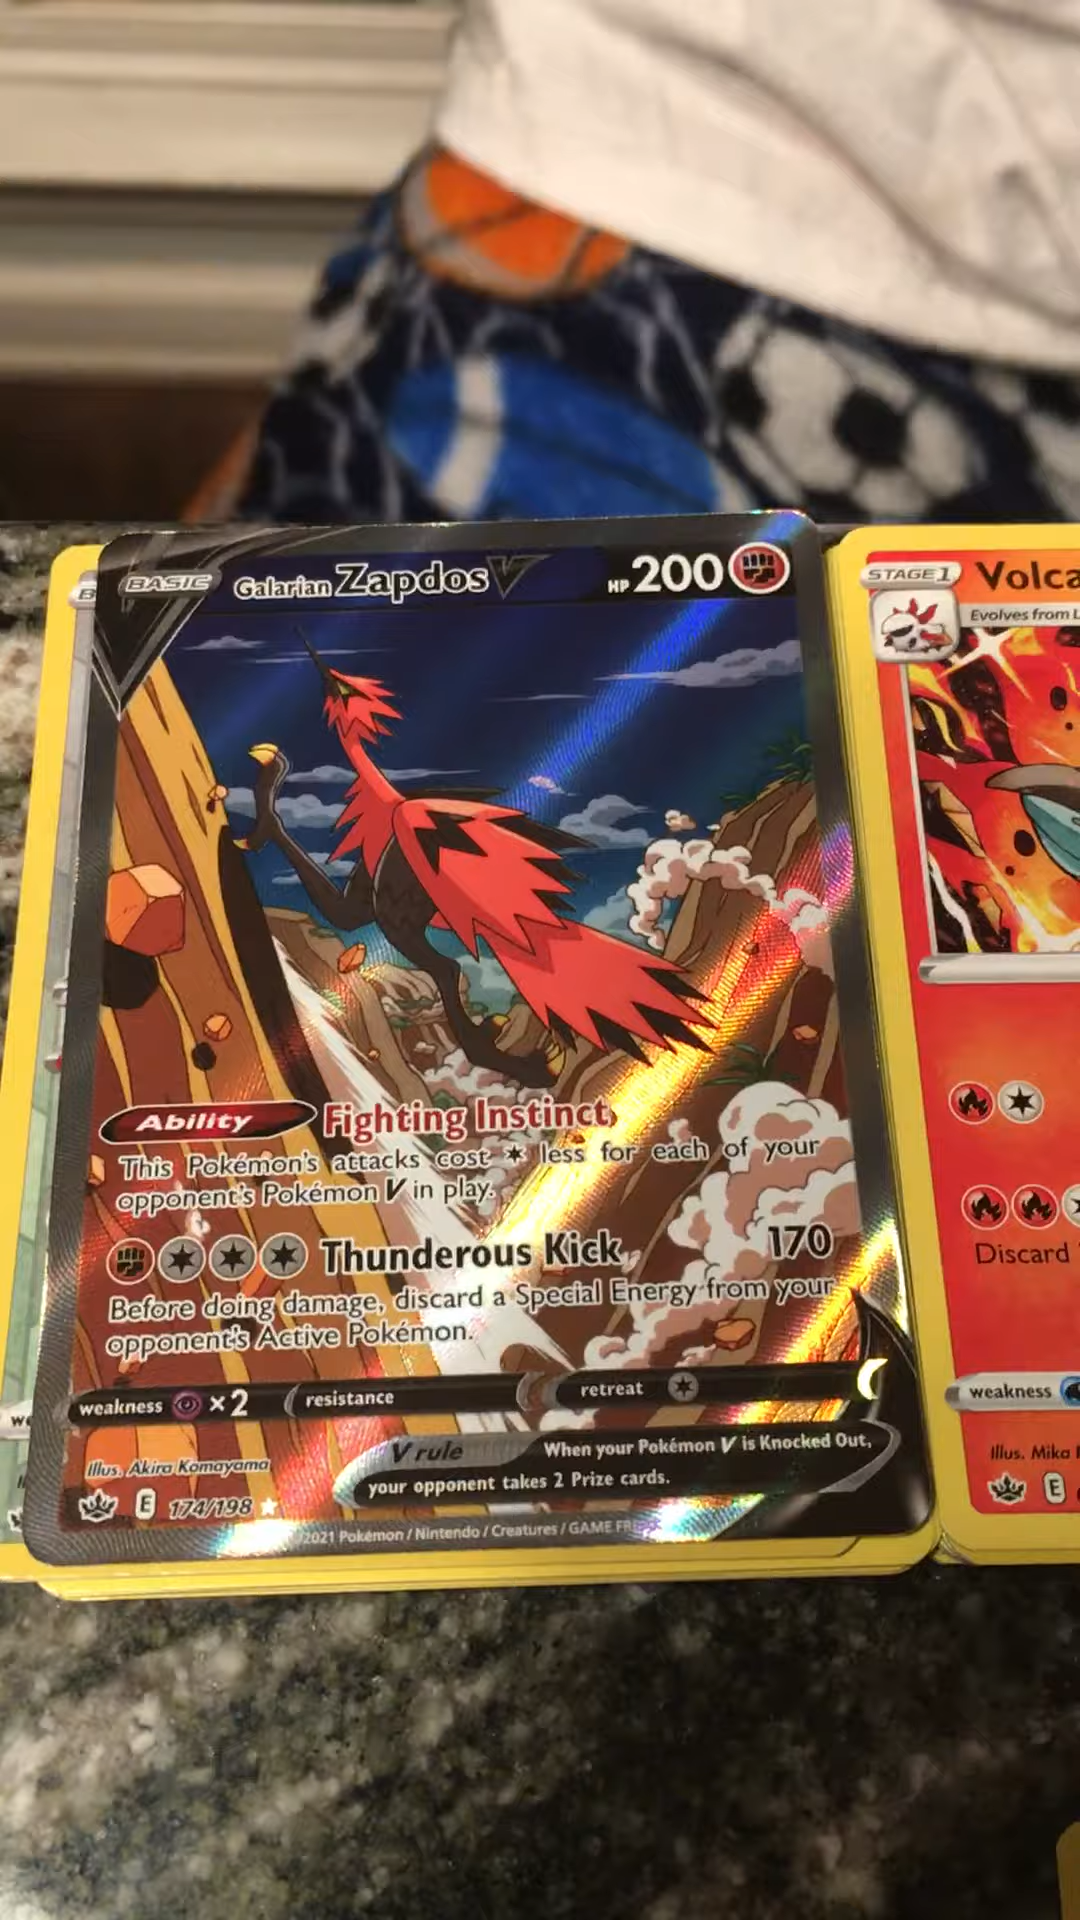 BASIC Galarian Zapdos V HP 200
Ability Fighting Instinct
This Pokémon's attacks cost less for each of your
opponent's Pokémon V in play.
Thunderous Kick 170
Before doing damage, discard a Special Energy from your
opponent's Active Pokémon.
weakness ×2 resistance retreat
V rule When your Pokémon V is Knocked Out,
your opponent takes 2 Prize cards.
Illus. Akira Komayama
E 174/198
2021 Pokémon / Nintendo / Creatures / GAME
STAGE1 Volca
Evolves from L
Discard
weakness
Illus. Mika
E